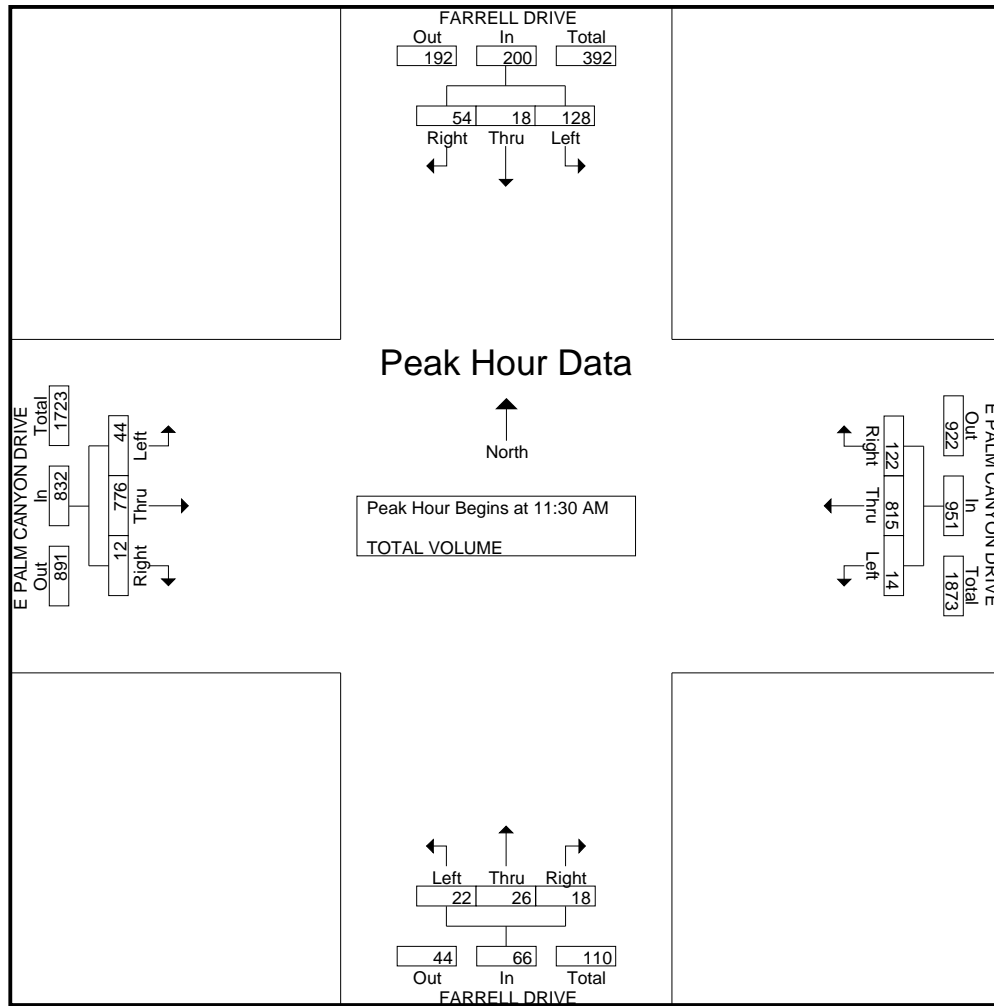 FARRELL DRIVE
Out In Total
192 200 392
54 18 128
Right Thru Left
Peak Hour Data
North
Peak Hour Begins at 11:30 AM
TOTAL VOLUME
E PALM CANYON DRIVE
Total In Out
1723 832 891
44 776 12
Left Thru Right
E PALM CANYON DRIVE
Out In Total
922 951 1873
122 815 14
Right Thru Left
Left Thru Right
22 26 18
44 66 110
Out In Total
FARRELL DRIVE